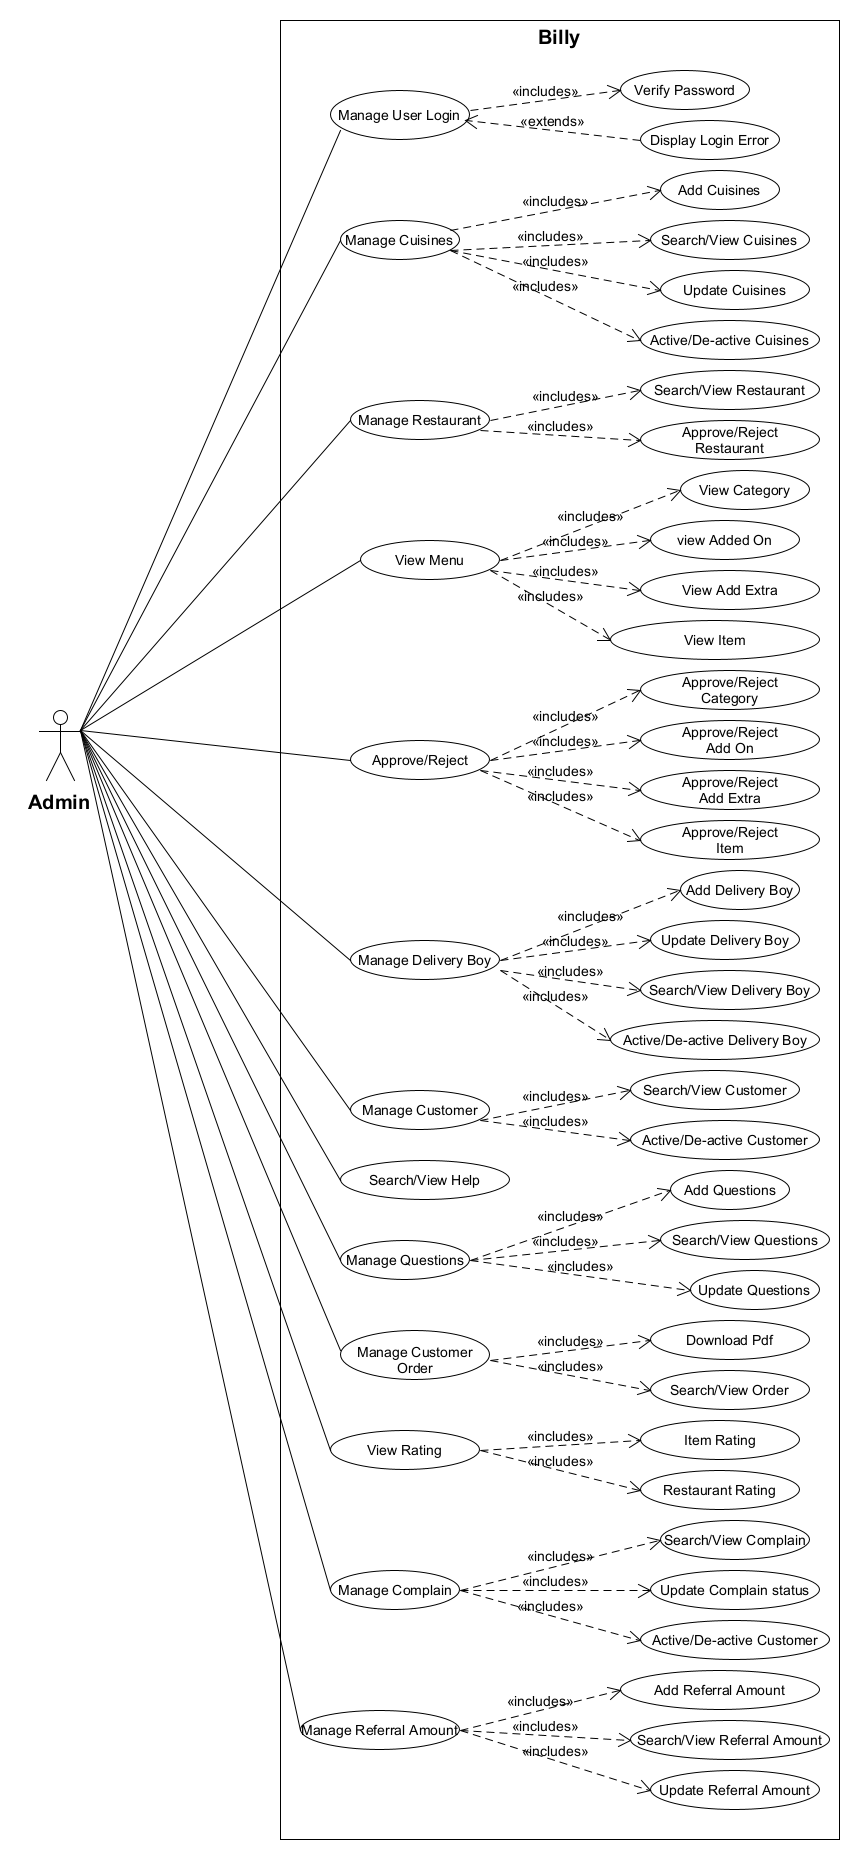 Billy
Manage User Login
«includes»
Verify Password
«extends»
Display Login Error
Manage Cuisines
«includes»
Add Cuisines
«includes»
Search/View Cuisines
«includes»
Update Cuisines
«includes»
Active/De-active Cuisines
Manage Restaurant
«includes»
Search/View Restaurant
«includes»
Approve/Reject
Restaurant
View Menu
«includes»
View Category
«includes»
view Added On
«includes»
View Add Extra
«includes»
View Item
Admin
Approve/Reject
«includes»
Approve/Reject
Category
«includes»
Approve/Reject
Add On
«includes»
Approve/Reject
Add Extra
«includes»
Approve/Reject
Item
Manage Delivery Boy
«includes»
Add Delivery Boy
«includes»
Update Delivery Boy
«includes»
Search/View Delivery Boy
«includes»
Active/De-active Delivery Boy
Manage Customer
«includes»
Search/View Customer
«includes»
Active/De-active Customer
Search/View Help
Manage Questions
«includes»
Add Questions
«includes»
Search/View Questions
«includes»
Update Questions
Manage Customer
Order
«includes»
Download Pdf
«includes»
Search/View Order
View Rating
«includes»
Item Rating
«includes»
Restaurant Rating
Manage Complain
«includes»
Search/View Complain
«includes»
Update Complain status
«includes»
Active/De-active Customer
Manage Referral Amount
«includes»
Add Referral Amount
«includes»
Search/View Referral Amount
«includes»
Update Referral Amount